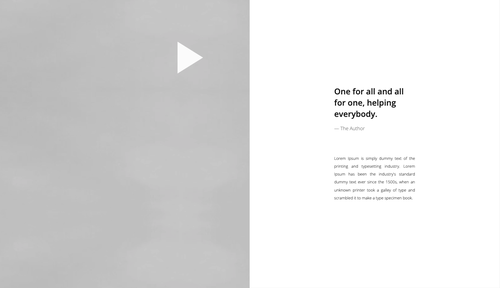 One for all and all
for one, helping
everybody.
— The Author
Lorem Ipsum is simply dummy text of the
printing and typesetting industry. Lorem
Ipsum has been the industry's standard
dummy text ever since the 1500s, when an
unknown printer took a galley of type and
scrambled it to make a type specimen book.